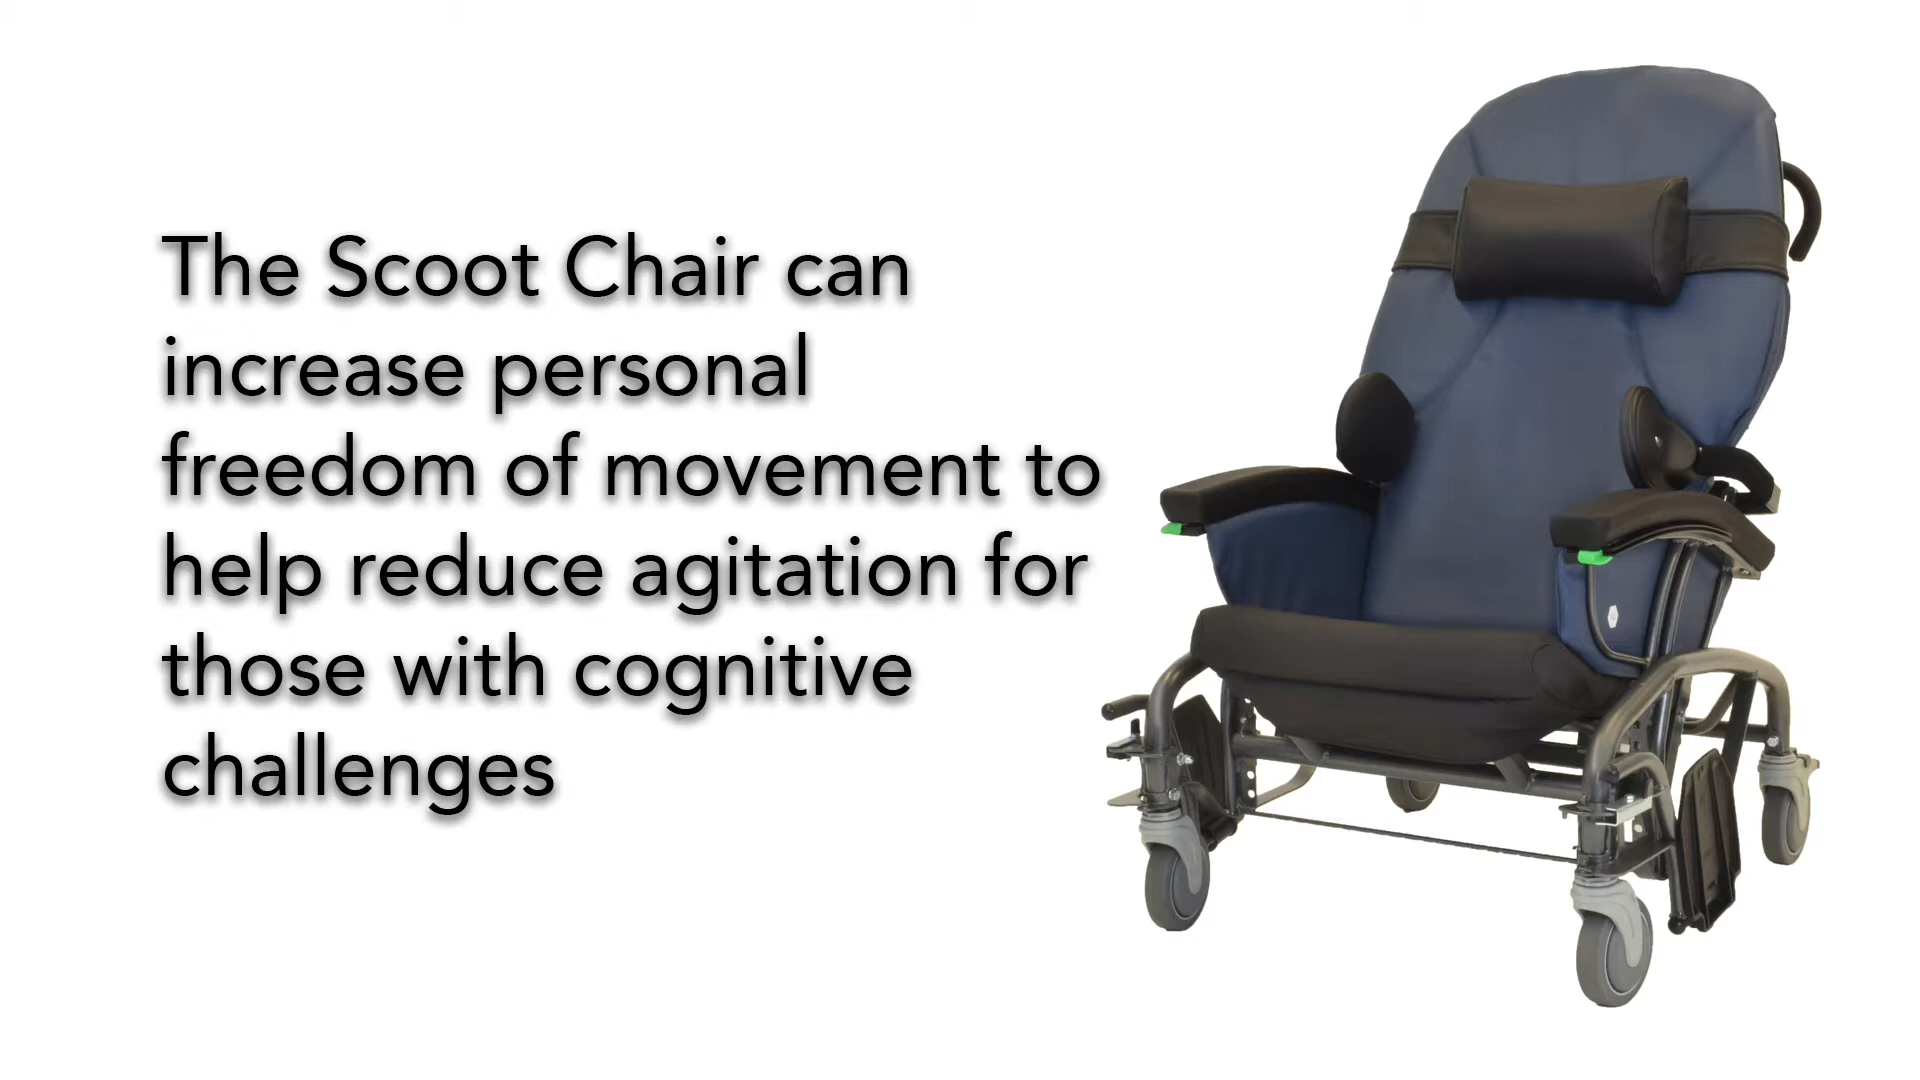 The Scoot Chair can
increase personal
freedom of movement to
help reduce agitation for
those with cognitive
challenges